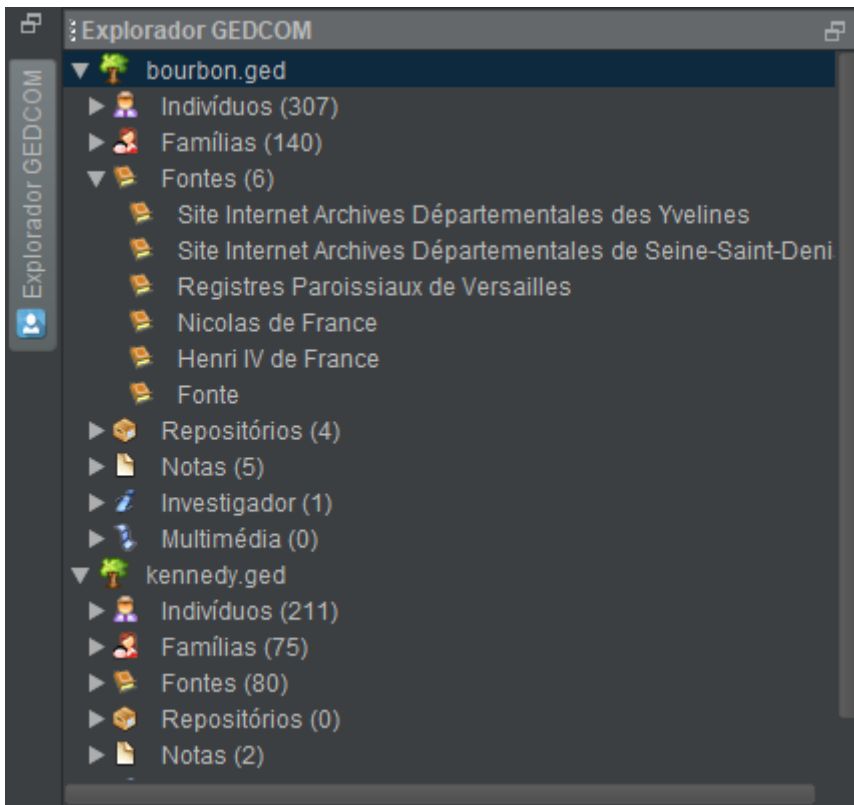 Explorador GEDCOM
Explorador GEDCOM
bourbon.ged
Indivíduos (307)
Famílias (140)
Fontes (6)
Site Internet Archives Départementales des Yvelines
Site Internet Archives Départementales de Seine-Saint-Deni
Registres Paroissiaux de Versailles
Nicolas de France
Henri IV de France
Fonte
Repositórios (4)
Notas (5)
Investigador (1)
Multimédia (0)
kennedy.ged
Indivíduos (211)
Famílias (75)
Fontes (80)
Repositórios (0)
Notas (2)